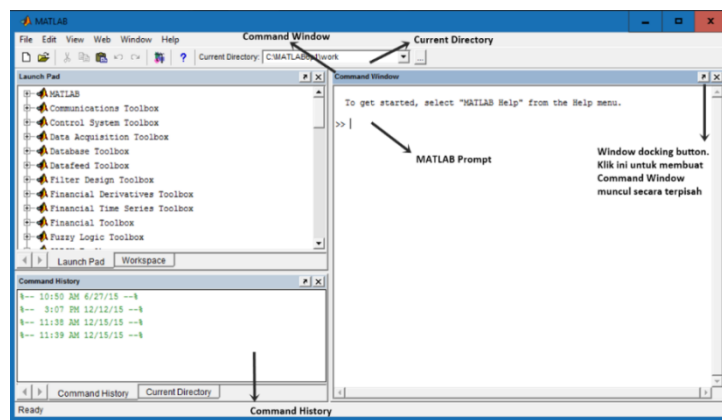 MATLAB
File Edit View Web Window Help
Command Window
Current Directory
Current Directory: C:\MATLAB6p1\work
Launch Pad
MATLAB
Communications Toolbox
Control System Toolbox
Data Acquisition Toolbox
Database Toolbox
Datafeed Toolbox
Filter Design Toolbox
Financial Derivatives Toolbox
Financial Time Series Toolbox
Financial Toolbox
Fuzzy Logic Toolbox
Launch Pad Workspace
Command Window
To get started, select "MATLAB Help" from the Help menu.
>>
MATLAB Prompt
Window docking button.
Klik ini untuk membuat
Command Window
muncul secara terpisah
Command History
%-- 10:50 AM 6/27/15 --%
%-- 3:07 PM 12/12/15 --%
%-- 11:38 AM 12/15/15 --%
%-- 11:39 AM 12/15/15 --%
Command History Current Directory
Ready
Command History